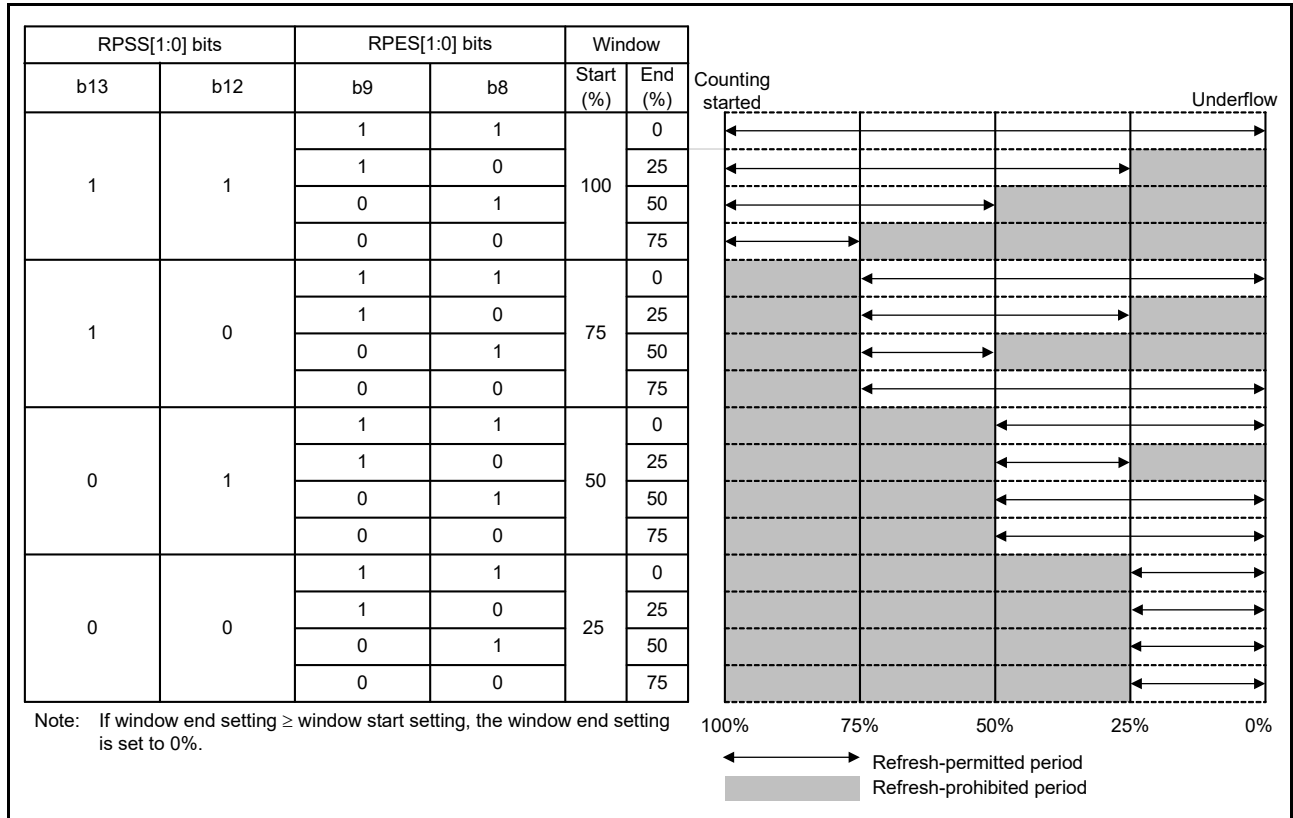 RPSS[1:0] bits RPES[1:0] bits Window
b13 b12 b9 b8 Start (%) End (%)
Counting started Underflow
1 1 100 1 1 0
1 0 25
0 1 50
0 0 75
1 0 75 1 1 0
1 0 25
0 1 50
0 0 75
0 1 50 1 1 0
1 0 25
0 1 50
0 0 75
0 0 25 1 1 0
1 0 25
0 1 50
0 0 75
Note: If window end setting ≥ window start setting, the window end setting
is set to 0%.
100% 75% 50% 25% 0%
Refresh-permitted period
Refresh-prohibited period